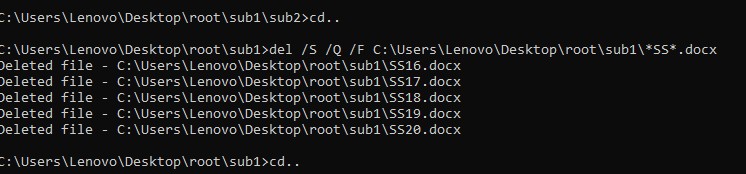 C:\Users\Lenovo\Desktop\root\sub1\sub2>cd..
C:\Users\Lenovo\Desktop\root\sub1>del /S /Q /F C:\Users\Lenovo\Desktop\root\sub1\*SS*.docx
Deleted file - C:\Users\Lenovo\Desktop\root\sub1\SS16.docx
Deleted file - C:\Users\Lenovo\Desktop\root\sub1\SS17.docx
Deleted file - C:\Users\Lenovo\Desktop\root\sub1\SS18.docx
Deleted file - C:\Users\Lenovo\Desktop\root\sub1\SS19.docx
Deleted file - C:\Users\Lenovo\Desktop\root\sub1\SS20.docx
C:\Users\Lenovo\Desktop\root\sub1>cd..